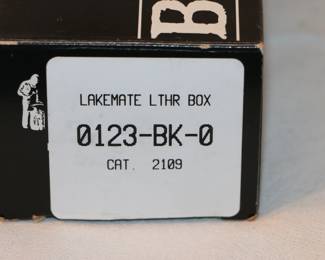 B
LAKEMATE LTHR BOX
0123-BK-0
CAT. 2109